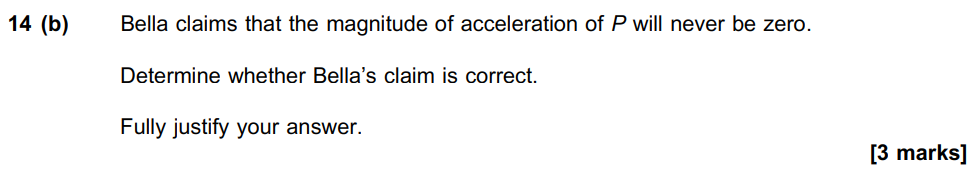 14 (b) Bella claims that the magnitude of acceleration of P will never be zero.
Determine whether Bella's claim is correct.
Fully justify your answer.
[3 marks]